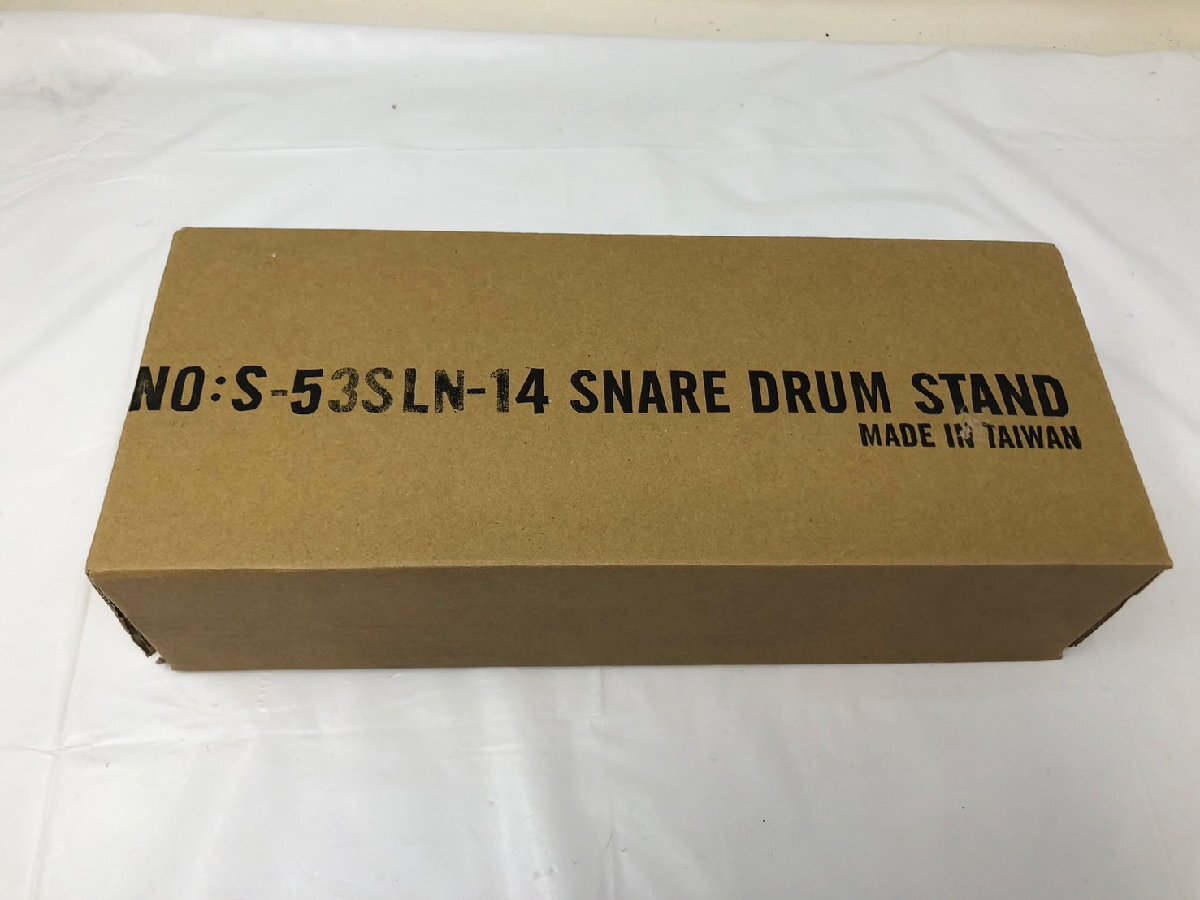 NO:S-53SLN-14 SNARE DRUM STAND
MADE IN TAIWAN